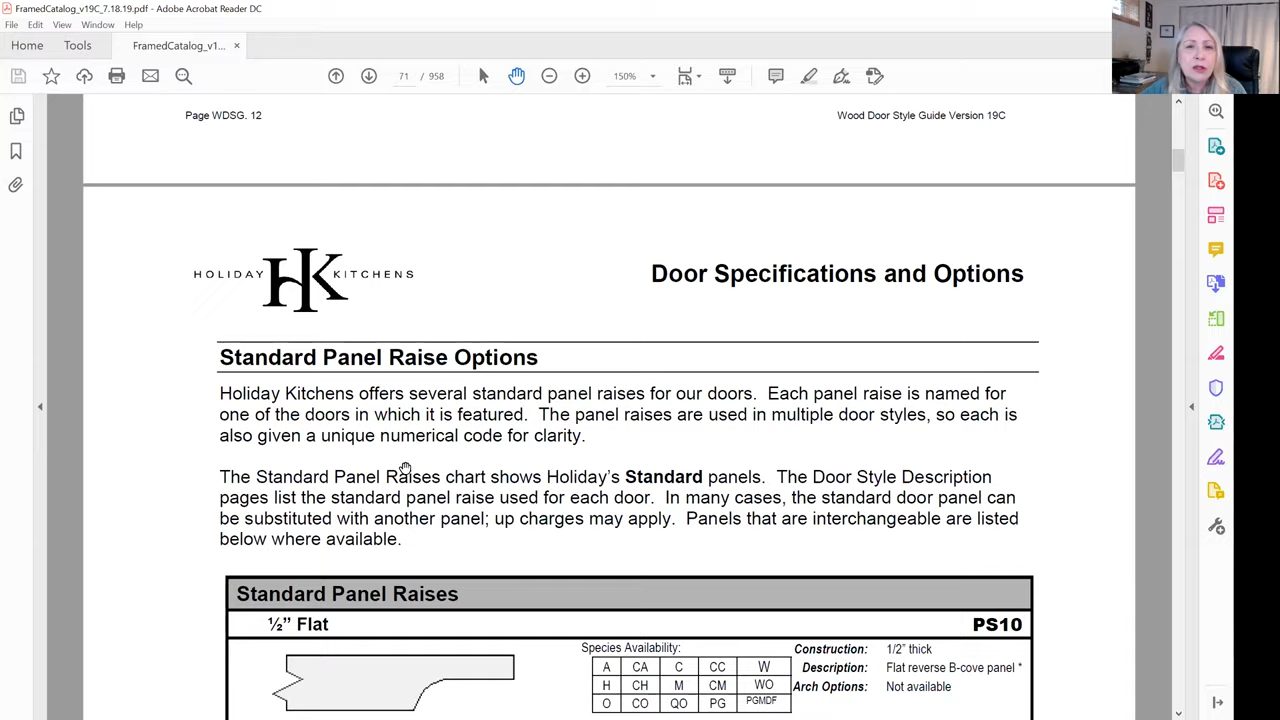 FramedCatalog_v19C_7.18.19.pdf - Adobe Acrobat Reader DC
File Edit View Window Help
Home Tools FramedCatalog_v1... ×
71 / 958 150%
Page WDSG. 12 Wood Door Style Guide Version 19C
HOLIDAY HK KITCHENS
Door Specifications and Options
Standard Panel Raise Options
Holiday Kitchens offers several standard panel raises for our doors. Each panel raise is named for
one of the doors in which it is featured. The panel raises are used in multiple door styles, so each is
also given a unique numerical code for clarity.
The Standard Panel Raises chart shows Holiday's Standard panels. The Door Style Description
pages list the standard panel raise used for each door. In many cases, the standard door panel can
be substituted with another panel; up charges may apply. Panels that are interchangeable are listed
below where available.
Standard Panel Raises
½" Flat PS10
Species Availability:
A CA C CC W
H CH M CM WO
O CO QO PG PGMDF
Construction: 1/2" thick
Description: Flat reverse B-cove panel *
Arch Options: Not available